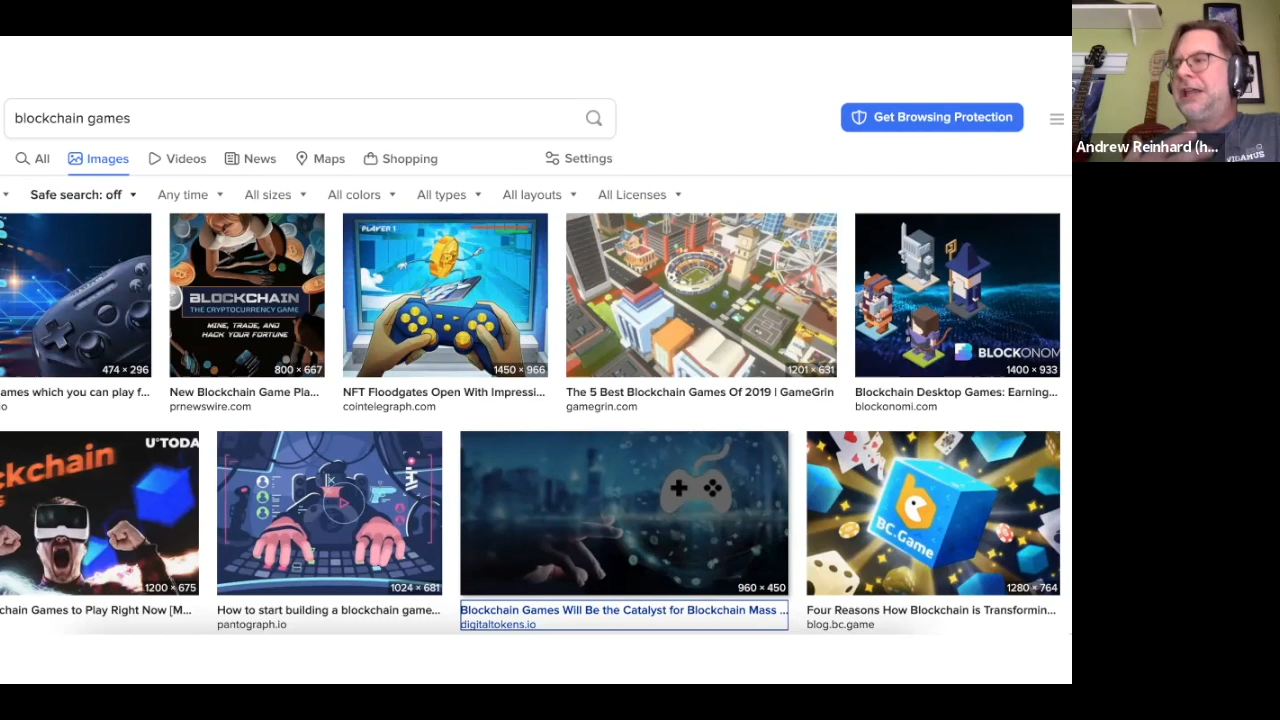 blockchain games
Get Browsing Protection
Andrew Reinhard (h...
All
Images
Videos
News
Maps
Shopping
Settings
Safe search: off
Any time
All sizes
All colors
All types
All layouts
All Licenses
474 × 296
BLOCKCHAIN
THE CRYPTOCURRENCY GAME
MINE, TRADE, AND
HACK YOUR FORTUNE
800 × 667
PLAYER 1
1450 × 966
1201 × 631
BLOCKONOM
1400 × 933
ames which you can play f...
io
New Blockchain Game Pla...
prnewswire.com
NFT Floodgates Open With Impressi...
cointelegraph.com
The 5 Best Blockchain Games Of 2019 | GameGrin
gamegrin.com
Blockchain Desktop Games: Earning...
blockonomi.com
U°TODA
ckchain
1200 × 675
1024 × 681
960 × 450
BC.Game
1280 × 764
chain Games to Play Right Now [M...
How to start building a blockchain game...
pantograph.io
Blockchain Games Will Be the Catalyst for Blockchain Mass ...
digitaltokens.io
Four Reasons How Blockchain is Transformin...
blog.bc.game